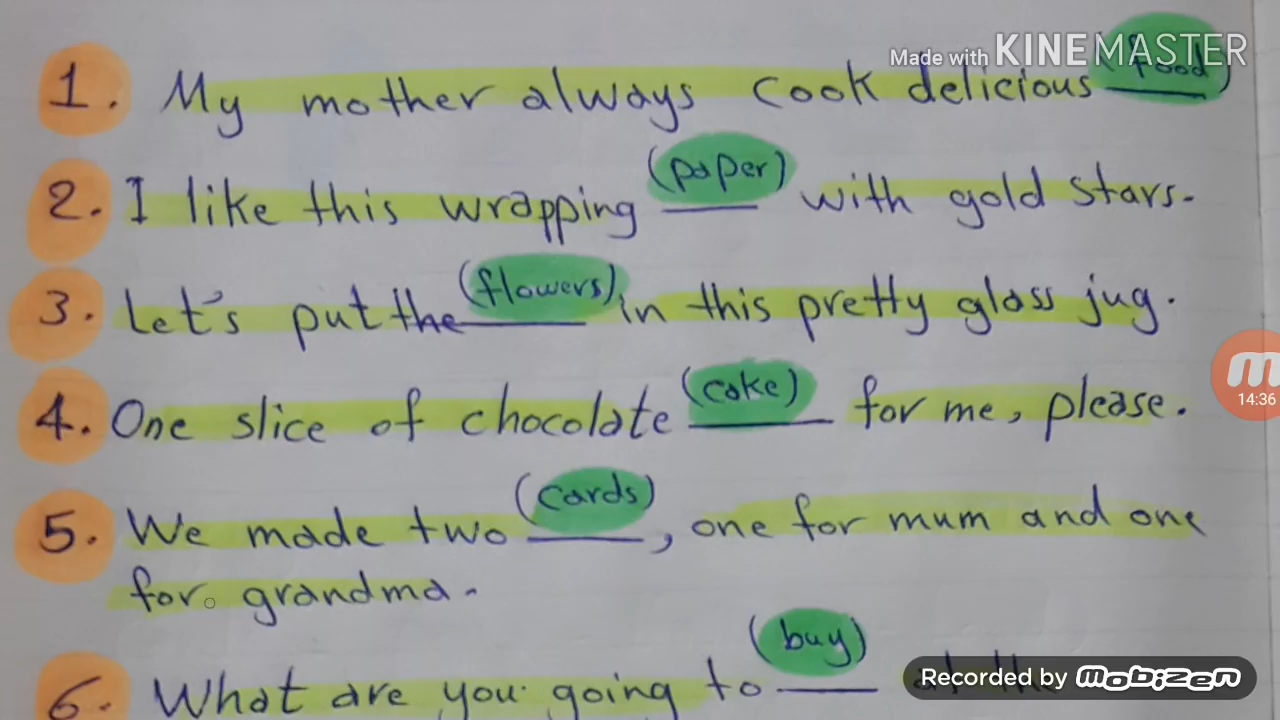 Made with KINEMASTER
1. My mother always cook delicious (food)
2. I like this wrapping (paper) with gold stars.
3. Let's put the (flowers) in this pretty glass jug.
4. One slice of chocolate (cake) for me, please.
5. We made two (cards), one for mum and one
for grandma.
14:36
6. What are you going to (buy) at the
Recorded by mobizen